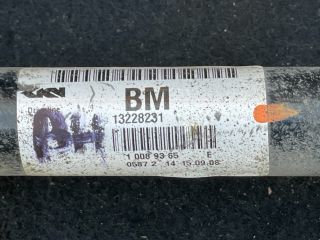 GKN
BM
13228231
BH
1 008 93 65 E
0587 2 14 15.09.08